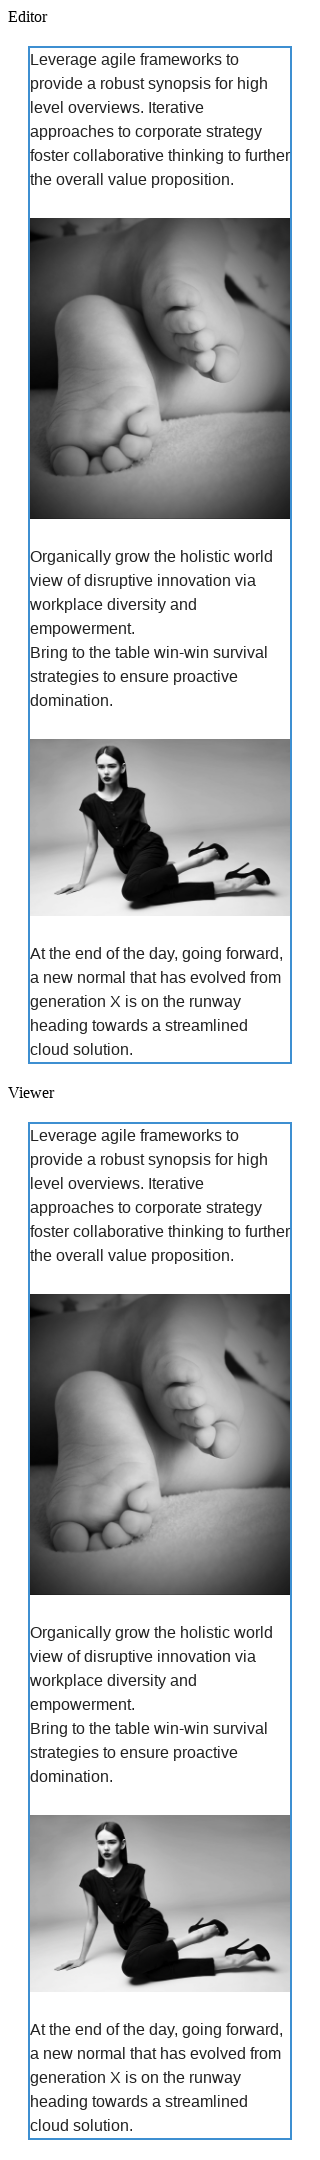 Editor
Leverage agile frameworks to
provide a robust synopsis for high
level overviews. Iterative
approaches to corporate strategy
foster collaborative thinking to further
the overall value proposition.
Organically grow the holistic world
view of disruptive innovation via
workplace diversity and
empowerment.
Bring to the table win-win survival
strategies to ensure proactive
domination.
At the end of the day, going forward,
a new normal that has evolved from
generation X is on the runway
heading towards a streamlined
cloud solution.
Viewer
Leverage agile frameworks to
provide a robust synopsis for high
level overviews. Iterative
approaches to corporate strategy
foster collaborative thinking to further
the overall value proposition.
Organically grow the holistic world
view of disruptive innovation via
workplace diversity and
empowerment.
Bring to the table win-win survival
strategies to ensure proactive
domination.
At the end of the day, going forward,
a new normal that has evolved from
generation X is on the runway
heading towards a streamlined
cloud solution.